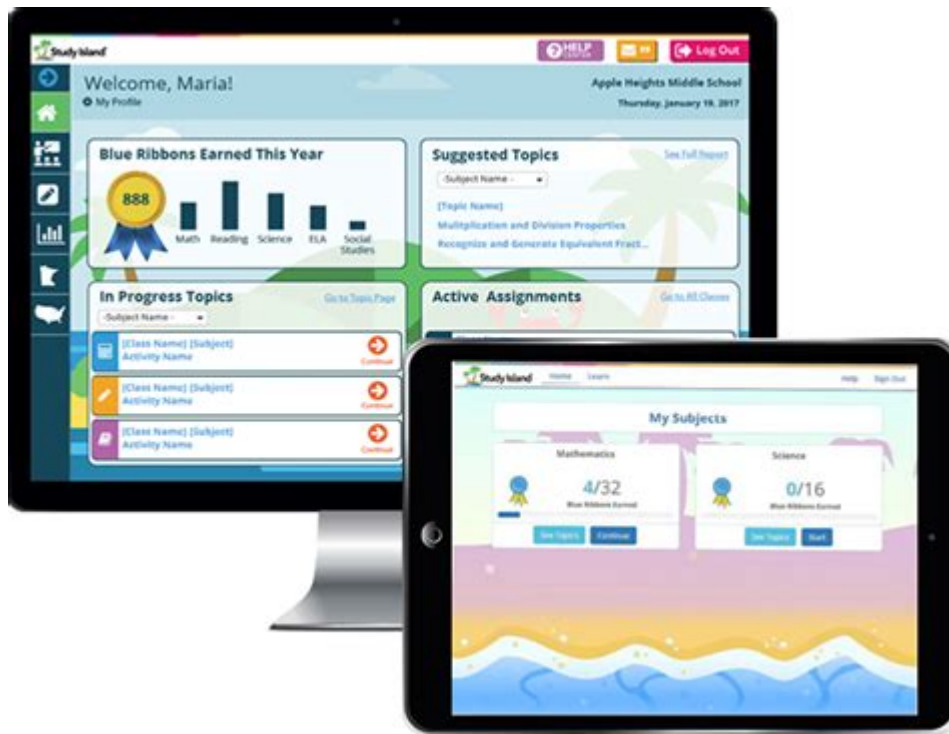 Study Island
HELP CENTER
Log Out
Welcome, Maria!
My Profile
Apple Heights Middle School
Thursday, January 19, 2017
Blue Ribbons Earned This Year
888
Math Reading Science ELA Social Studies
Suggested Topics
See Full Report
-Subject Name -
[Topic Name]
Mulitplication and Division Properties
Recognize and Generate Equivalent Fract...
In Progress Topics
Go to Topic Page
-Subject Name -
[Class Name] [Subject]
Activity Name
Continue
[Class Name] [Subject]
Activity Name
Continue
[Class Name] [Subject]
Activity Name
Continue
Active Assignments
Go to All Classes
Study Island
Home Learn
Help Sign Out
My Subjects
Mathematics
4/32
Blue Ribbons Earned
See Topics Continue
Science
0/16
Blue Ribbons Earned
See Topics Start